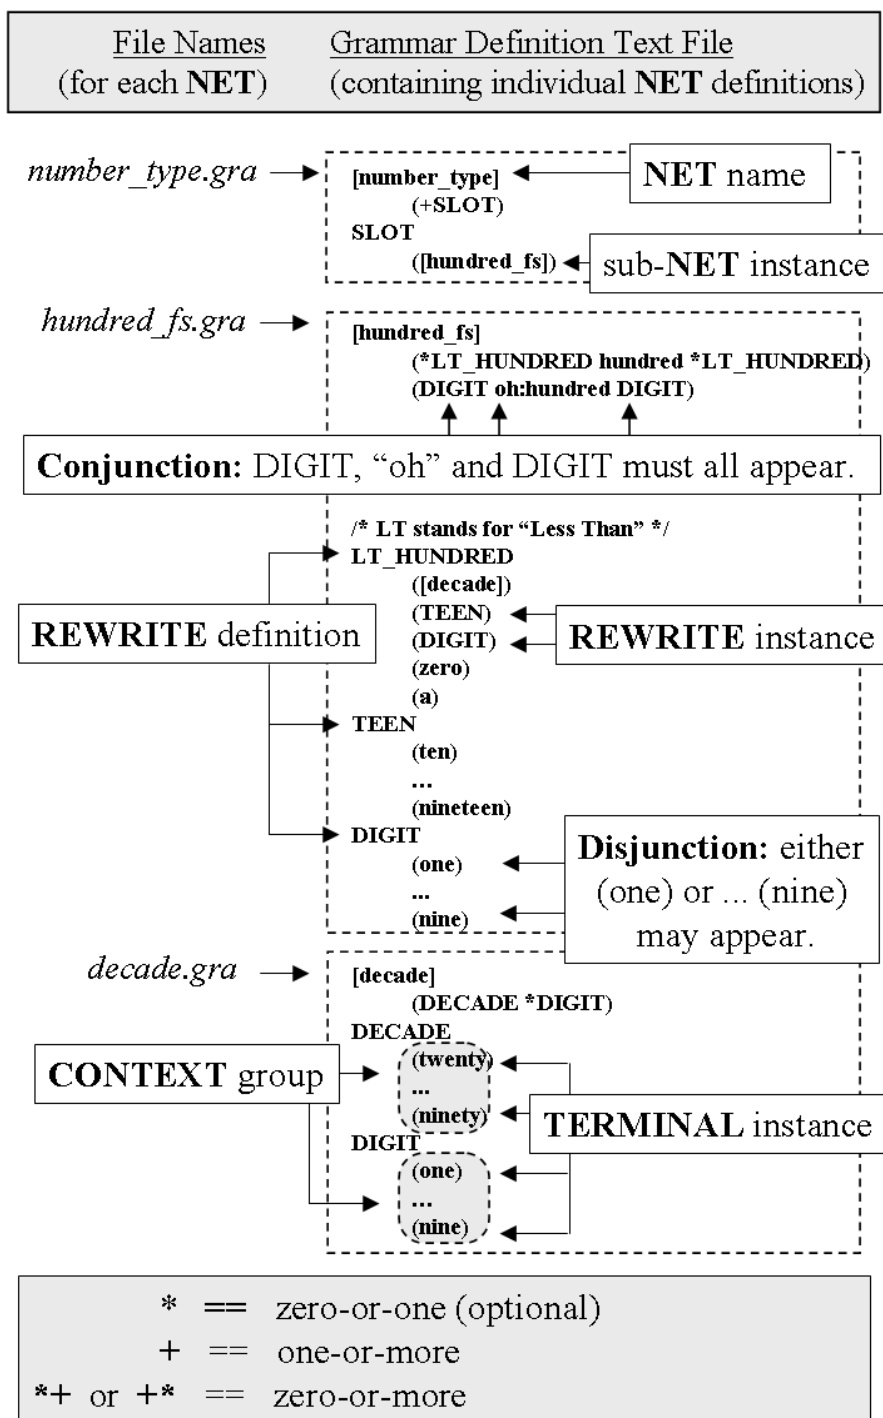 File Names Grammar Definition Text File
(for each NET) (containing individual NET definitions)
number_type.gra [number_type] NET name
(+SLOT)
SLOT
([hundred_fs]) sub-NET instance
hundred_fs.gra
[hundred_fs]
(*LT_HUNDRED hundred *LT_HUNDRED)
(DIGIT oh:hundred DIGIT)
Conjunction: DIGIT, “oh” and DIGIT must all appear.
/* LT stands for “Less Than” */
LT_HUNDRED
([decade])
(TEEN)
REWRITE definition (DIGIT) REWRITE instance
(zero)
(a)
TEEN
(ten)
...
(nineteen)
DIGIT
(one)
...
(nine)
Disjunction: either
(one) or ... (nine)
may appear.
decade.gra
[decade]
(DECADE *DIGIT)
DECADE
(twenty)
CONTEXT group
...
(ninety)
TERMINAL instance
DIGIT
(one)
...
(nine)
* == zero-or-one (optional)
+ == one-or-more
*+ or +* == zero-or-more